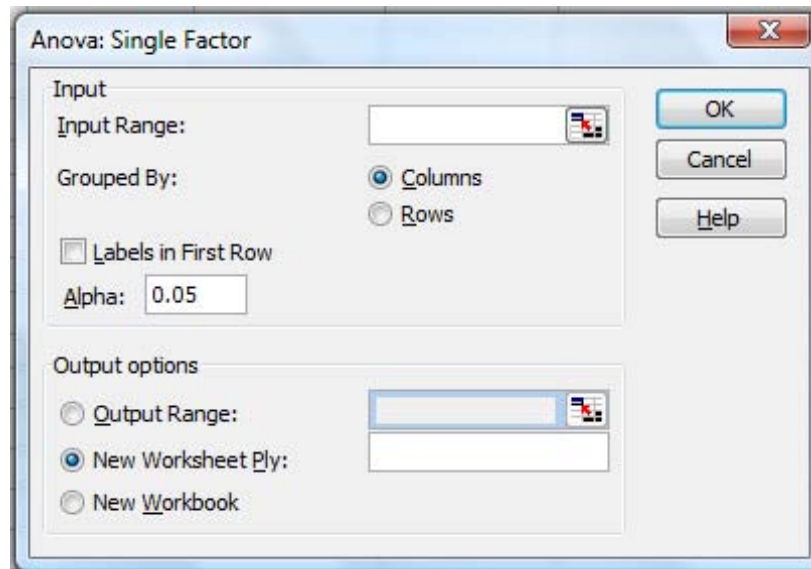 Anova: Single Factor
Input
Input Range:
Grouped By:
Columns
Rows
Labels in First Row
Alpha: 0.05
OK
Cancel
Help
Output options
Output Range:
New Worksheet Ply:
New Workbook